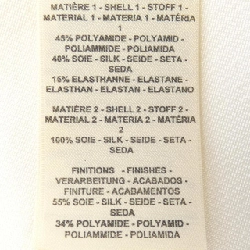 MATIÈRE 1 - SHELL 1 - STOFF 1 -
MATERIAL 1 - MATERIA 1 - MATÉRIA
1
45% POLYAMIDE - POLYAMID -
POLIAMMIDE - POLIAMIDA
40% SOIE - SILK - SEIDE - SETA -
SEDA
15% ELASTHANNE - ELASTANE -
ELASTHAN - ELASTAN - ELASTANO
MATIÈRE 2 - SHELL 2 - STOFF 2 -
MATERIAL 2 - MATERIA 2 - MATÉRIA
2
100% SOIE - SILK - SEIDE - SETA -
SEDA
FINITIONS - FINISHES -
VERARBEITUNG - ACABADOS -
FINITURE - ACABAMENTOS
55% SOIE - SILK - SEIDE - SETA -
SEDA
34% POLYAMIDE - POLYAMID -
POLIAMMIDE - POLIAMIDA